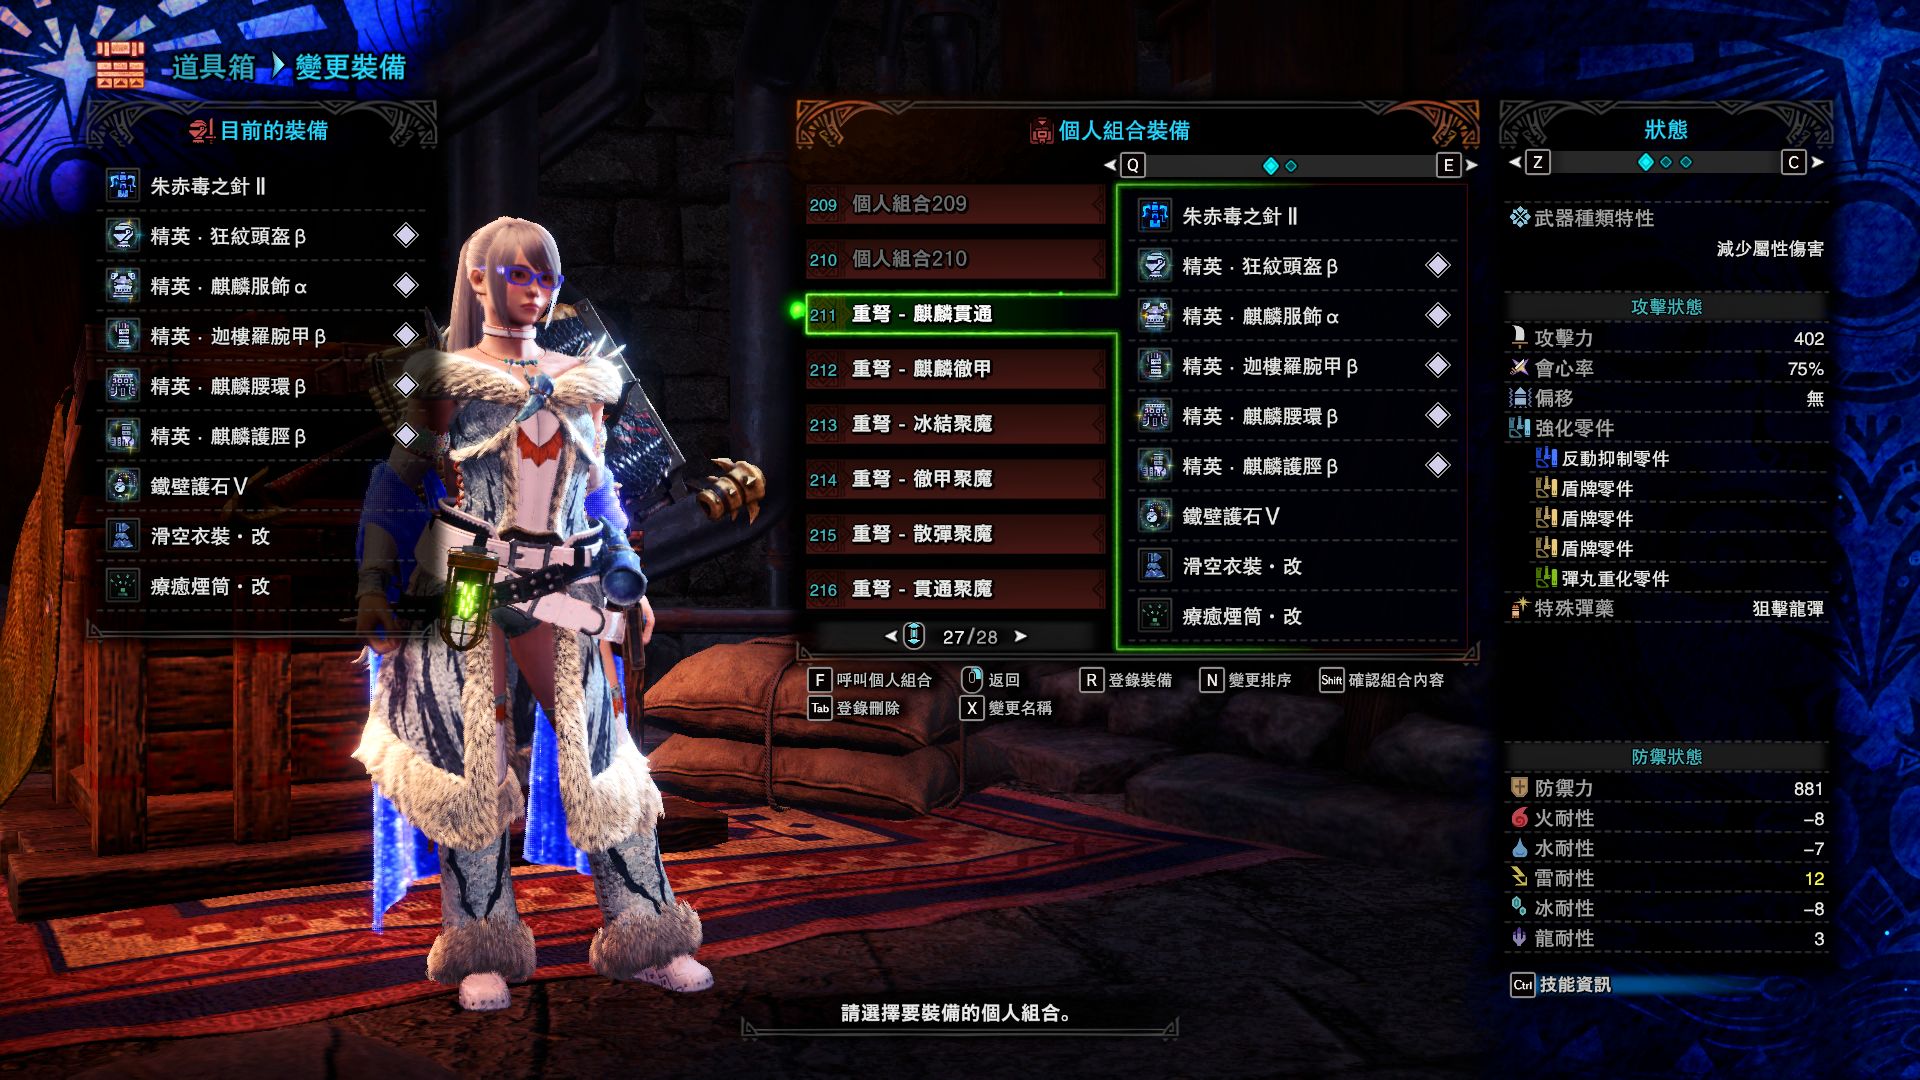 道具箱 變更裝備
目前的裝備
朱赤毒之針Ⅱ
精英．狂紋頭盔β
精英．麒麟服飾α
精英．迦樓羅腕甲β
精英．麒麟腰環β
精英．麒麟護脛β
鐵壁護石Ⅴ
滑空衣裝・改
療癒煙筒・改
個人組合裝備
Q E
209 個人組合209
210 個人組合210
211 重弩－麒麟貫通
212 重弩－麒麟徹甲
213 重弩－冰結聚魔
214 重弩－徹甲聚魔
215 重弩－散彈聚魔
216 重弩－貫通聚魔
27/28
朱赤毒之針Ⅱ
精英．狂紋頭盔β
精英．麒麟服飾α
精英．迦樓羅腕甲β
精英．麒麟腰環β
精英．麒麟護脛β
鐵壁護石Ⅴ
滑空衣裝・改
療癒煙筒・改
F 呼叫個人組合 返回 R 登錄裝備 N 變更排序 Shift 確認組合內容
Tab 登錄刪除 X 變更名稱
狀態
Z C
武器種類特性
減少屬性傷害
攻擊狀態
攻擊力 402
會心率 75%
偏移 無
強化零件
反動抑制零件
盾牌零件
盾牌零件
盾牌零件
彈丸重化零件
特殊彈藥 狙擊龍彈
防禦狀態
防禦力 881
火耐性 -8
水耐性 -7
雷耐性 12
冰耐性 -8
龍耐性 3
Ctrl 技能資訊
請選擇要裝備的個人組合。